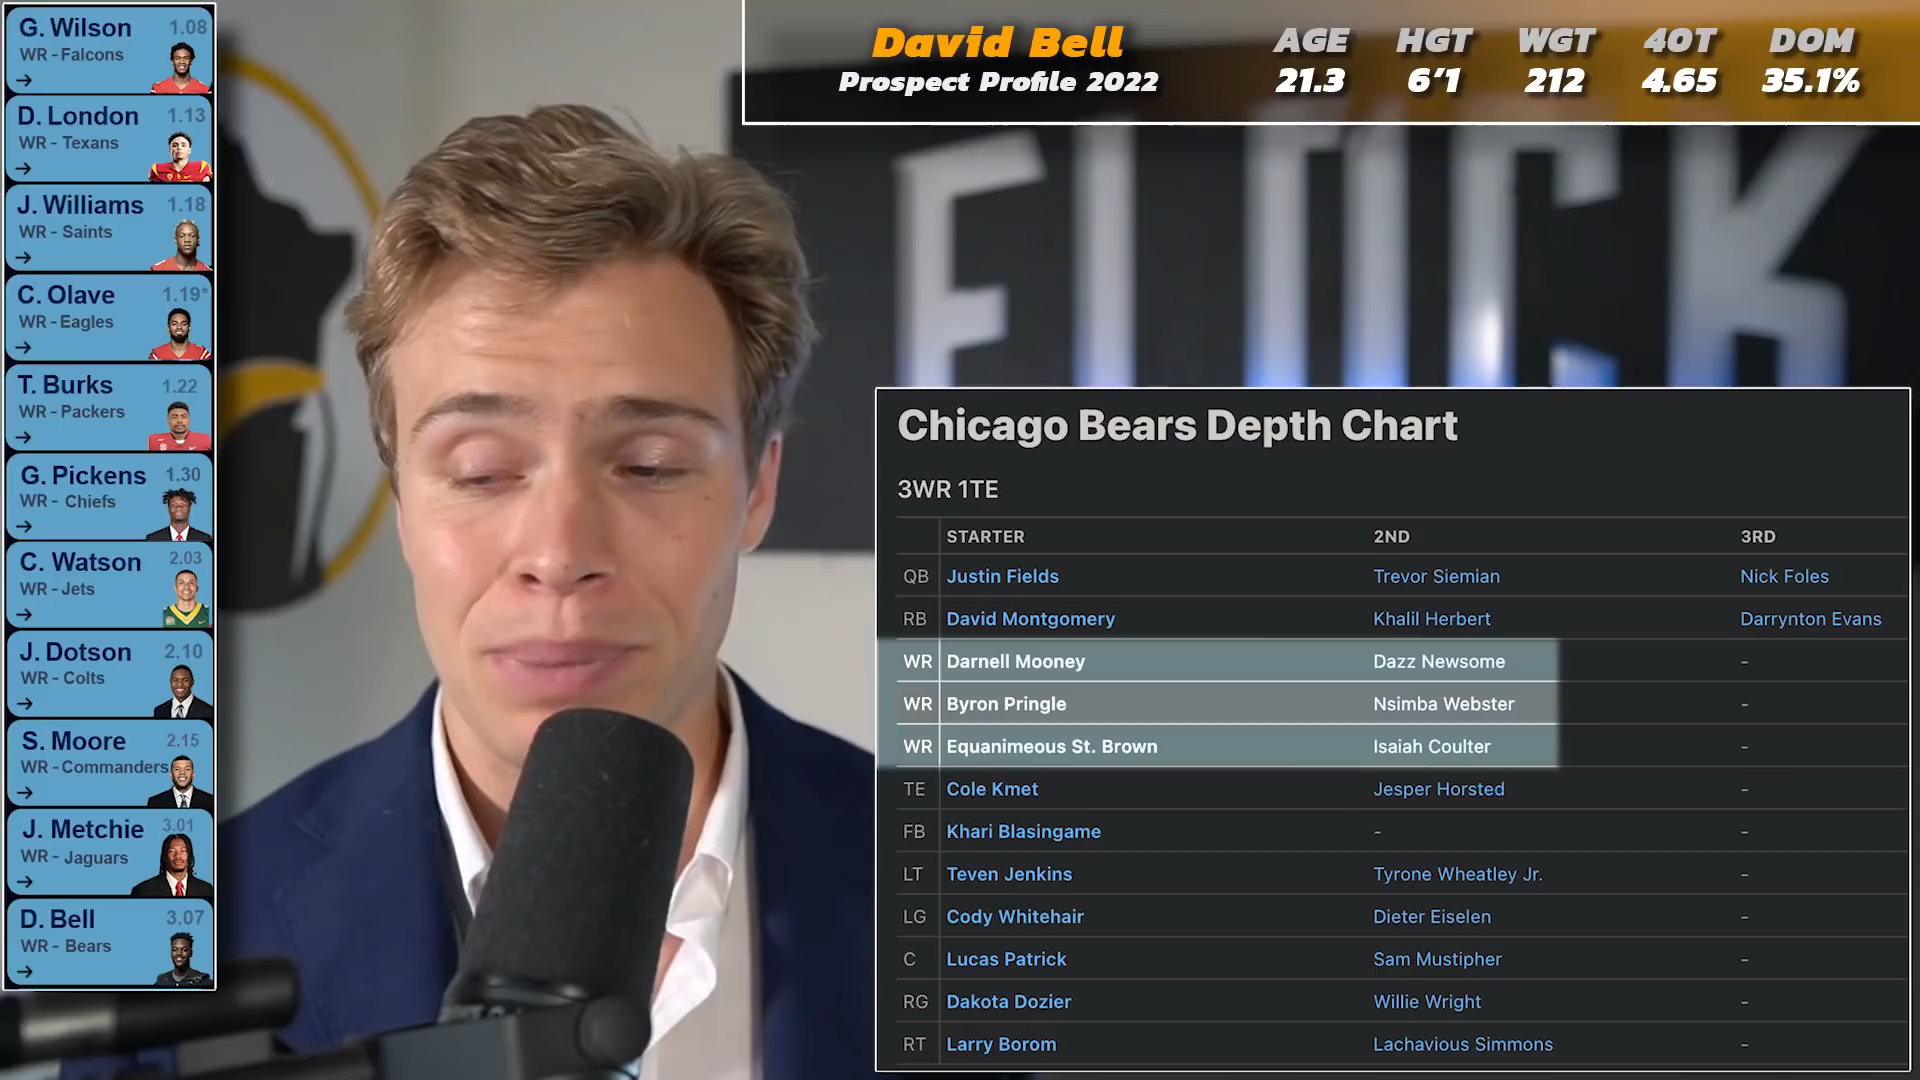 G. Wilson 1.08
WR - Falcons
D. London 1.13
WR - Texans
J. Williams 1.18
WR - Saints
C. Olave 1.19*
WR - Eagles
T. Burks 1.22
WR - Packers
G. Pickens 1.30
WR - Chiefs
C. Watson 2.03
WR - Jets
J. Dotson 2.10
WR - Colts
S. Moore 2.15
WR - Commanders
J. Metchie 3.01
WR - Jaguars
D. Bell 3.07
WR - Bears
David Bell
Prospect Profile 2022
AGE HGT WGT 40T DOM
21.3 6'1 212 4.65 35.1%
FLOCK
Chicago Bears Depth Chart
3WR 1TE
STARTER 2ND 3RD
QB Justin Fields Trevor Siemian Nick Foles
RB David Montgomery Khalil Herbert Darrynton Evans
WR Darnell Mooney Dazz Newsome -
WR Byron Pringle Nsimba Webster -
WR Equanimeous St. Brown Isaiah Coulter -
TE Cole Kmet Jesper Horsted -
FB Khari Blasingame - -
LT Teven Jenkins Tyrone Wheatley Jr. -
LG Cody Whitehair Dieter Eiselen -
C Lucas Patrick Sam Mustipher -
RG Dakota Dozier Willie Wright -
RT Larry Borom Lachavious Simmons -